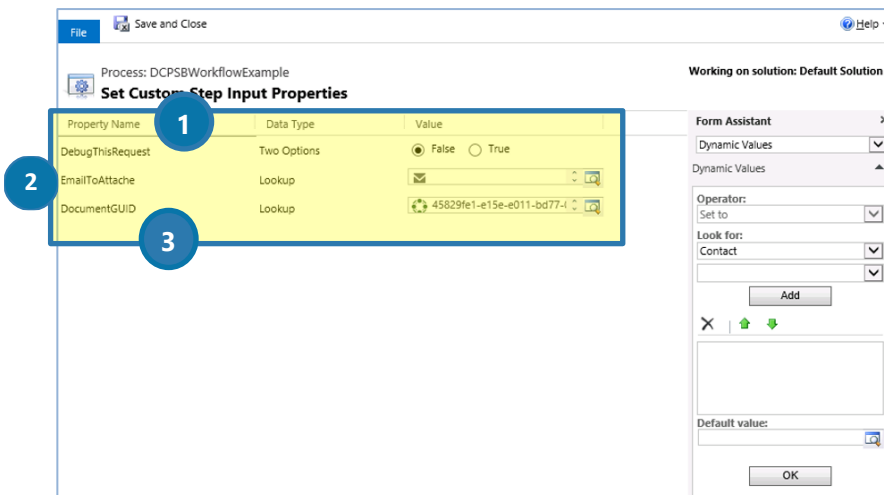 File
Save and Close
Help
Process: DCPSBWorkflowExample
Working on solution: Default Solution
Set Custom Step Input Properties
1
Property Name
Data Type
Value
DebugThisRequest
Two Options
False
True
2
EmailToAttache
Lookup
DocumentGUID
Lookup
45829fe1-e15e-e011-bd77-
3
Form Assistant
Dynamic Values
Dynamic Values
Operator:
Set to
Look for:
Contact
Add
Default value:
OK